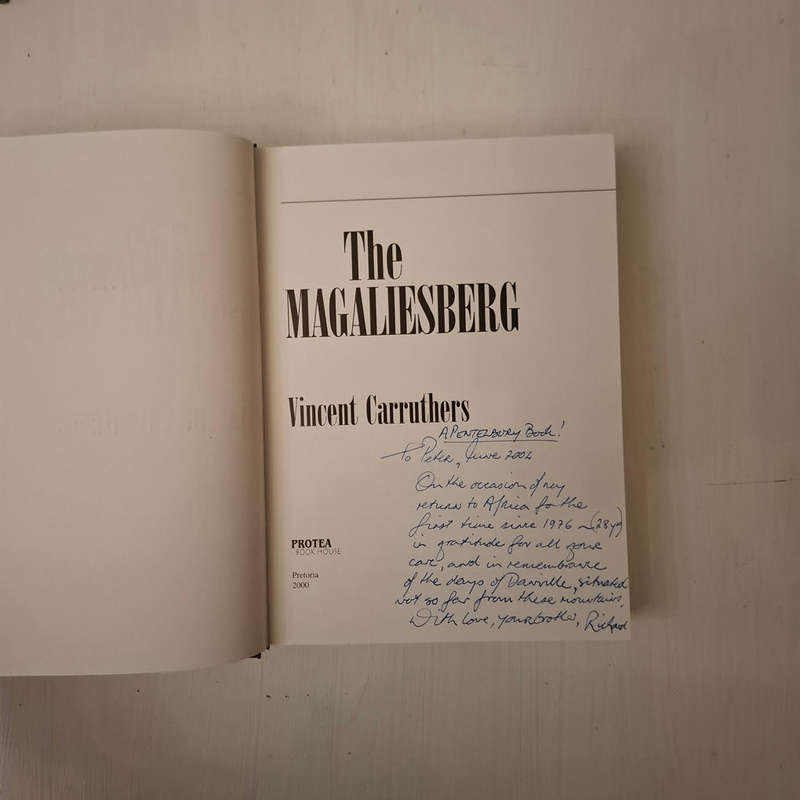 The
MAGALIESBERG
Vincent Carruthers
A PENTELBURY Book!
To Peter, June 2004
On the occasion of my
return to Africa for the
first time since 1976 (28 yr)
in gratitude for all your
care, and in remembrance
of the days of Danville, situated
not so far from these mountains.
With love, your brother, Richard
PROTEA
BOOK HOUSE
Pretoria
2000